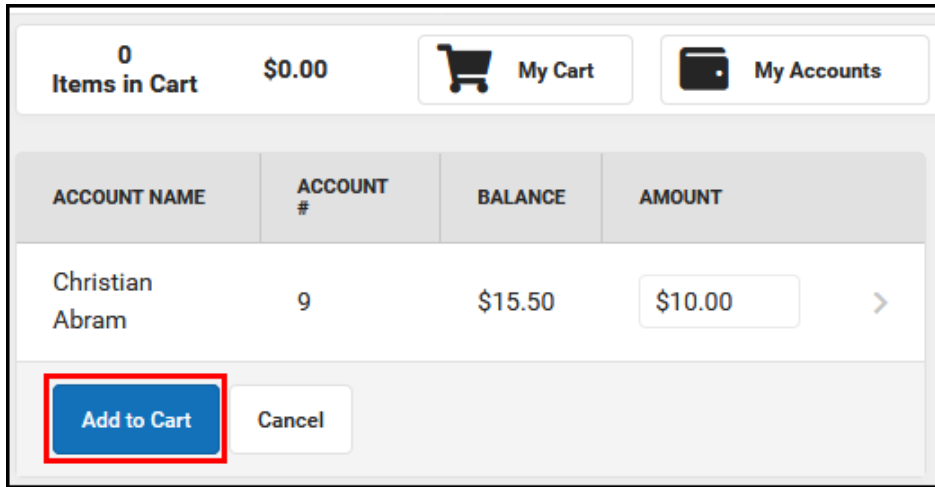 0
Items in Cart
$0.00
My Cart
My Accounts
ACCOUNT NAME
ACCOUNT
#
BALANCE
AMOUNT
Christian
Abram
9
$15.50
$10.00
Add to Cart
Cancel